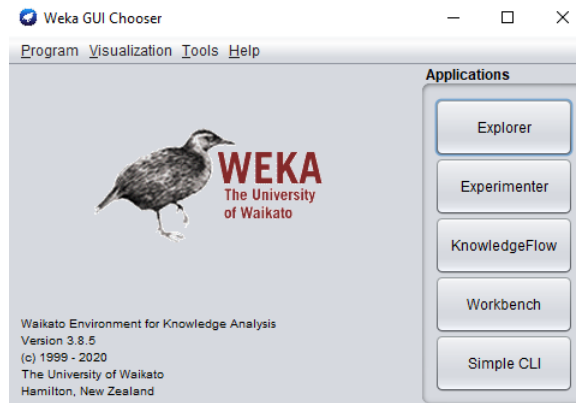 Weka GUI Chooser
Program Visualization Tools Help
Applications
Explorer
Experimenter
KnowledgeFlow
Workbench
Simple CLI
WEKA
The University
of Waikato
Waikato Environment for Knowledge Analysis
Version 3.8.5
(c) 1999 - 2020
The University of Waikato
Hamilton, New Zealand